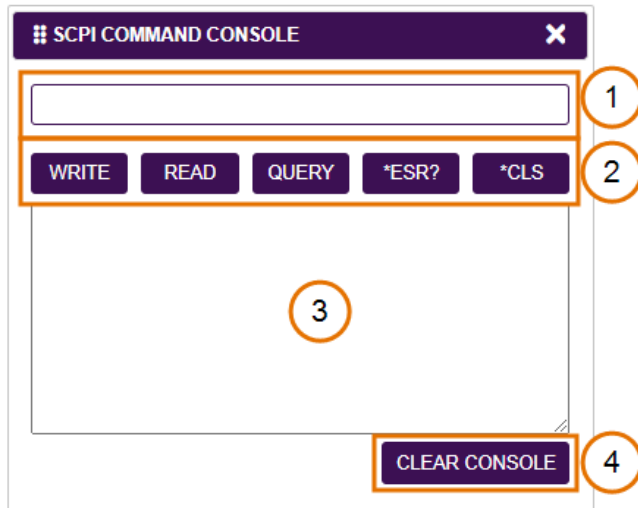 SCPI COMMAND CONSOLE
1
WRITE READ QUERY *ESR? *CLS 2
3
CLEAR CONSOLE 4